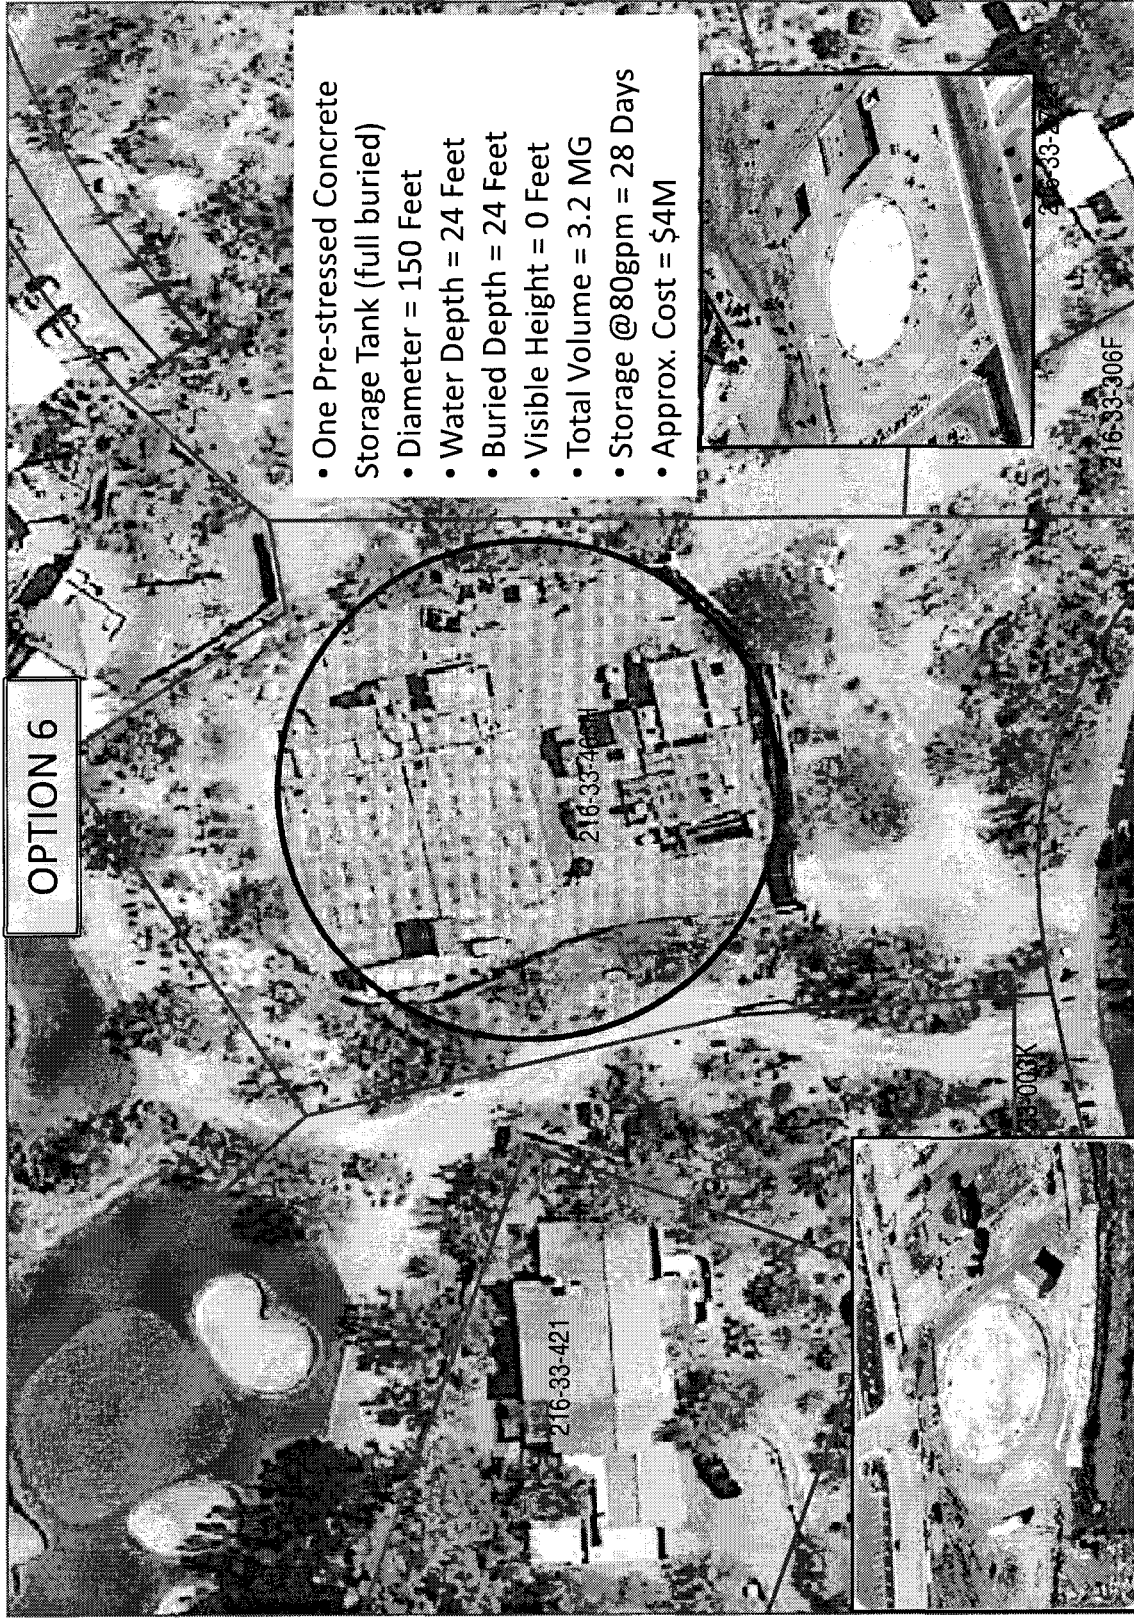 OPTION 6
• One Pre-stressed Concrete
Storage Tank (full buried)
• Diameter = 150 Feet
• Water Depth = 24 Feet
• Buried Depth = 24 Feet
• Visible Height = 0 Feet
• Total Volume = 3.2 MG
• Storage @80gpm = 28 Days
• Approx. Cost = $4M
216-33-421
216-33-306F